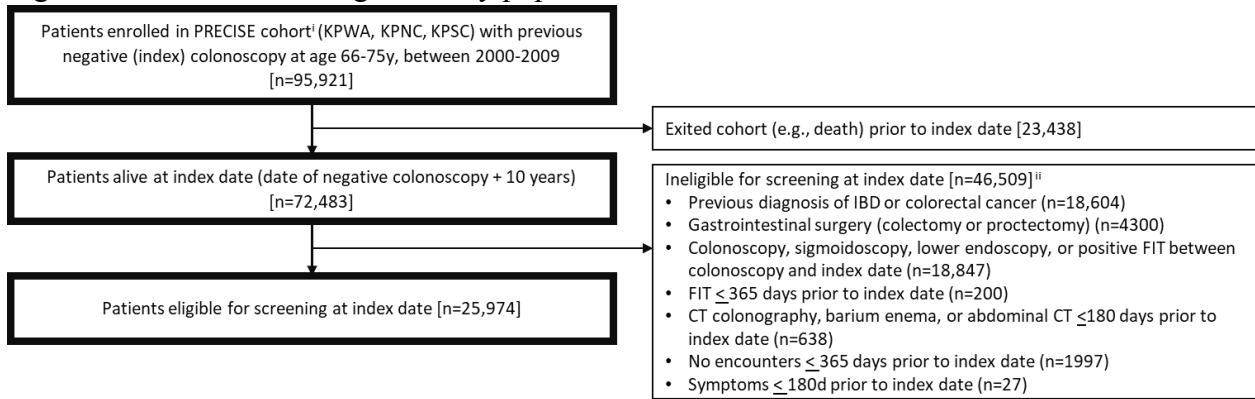 Patients enrolled in PRECISE cohortⁱ (KPWA, KPNC, KPSC) with previous
negative (index) colonoscopy at age 66-75y, between 2000-2009
[n=95,921]
Exited cohort (e.g., death) prior to index date [23,438]
Patients alive at index date (date of negative colonoscopy + 10 years)
[n=72,483]
Ineligible for screening at index date [n=46,509]ⁱⁱ
• Previous diagnosis of IBD or colorectal cancer (n=18,604)
• Gastrointestinal surgery (colectomy or proctectomy) (n=4300)
• Colonoscopy, sigmoidoscopy, lower endoscopy, or positive FIT between
colonoscopy and index date (n=18,847)
• FIT < 365 days prior to index date (n=200)
• CT colonography, barium enema, or abdominal CT <180 days prior to
index date (n=638)
• No encounters < 365 days prior to index date (n=1997)
• Symptoms < 180d prior to index date (n=27)
Patients eligible for screening at index date [n=25,974]